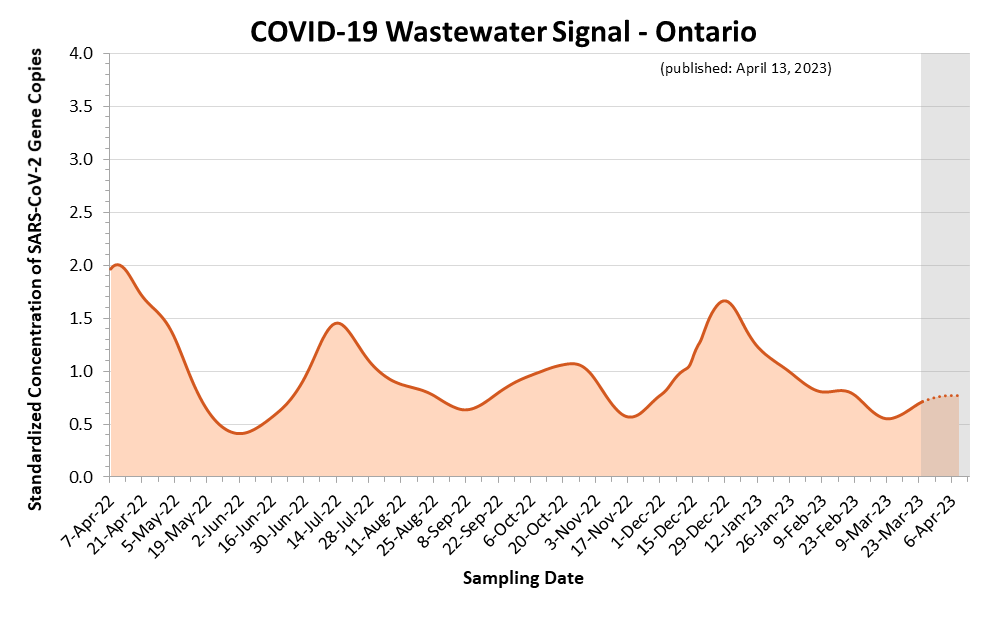 COVID-19 Wastewater Signal - Ontario
(published: April 13, 2023)
Standardized Concentration of SARS-CoV-2 Gene Copies
4.0
3.5
3.0
2.5
2.0
1.5
1.0
0.5
0.0
7-Apr-22
21-Apr-22
5-May-22
19-May-22
2-Jun-22
16-Jun-22
30-Jun-22
14-Jul-22
28-Jul-22
11-Aug-22
25-Aug-22
8-Sep-22
22-Sep-22
6-Oct-22
20-Oct-22
3-Nov-22
17-Nov-22
1-Dec-22
15-Dec-22
29-Dec-22
12-Jan-23
26-Jan-23
9-Feb-23
23-Feb-23
9-Mar-23
23-Mar-23
6-Apr-23
Sampling Date